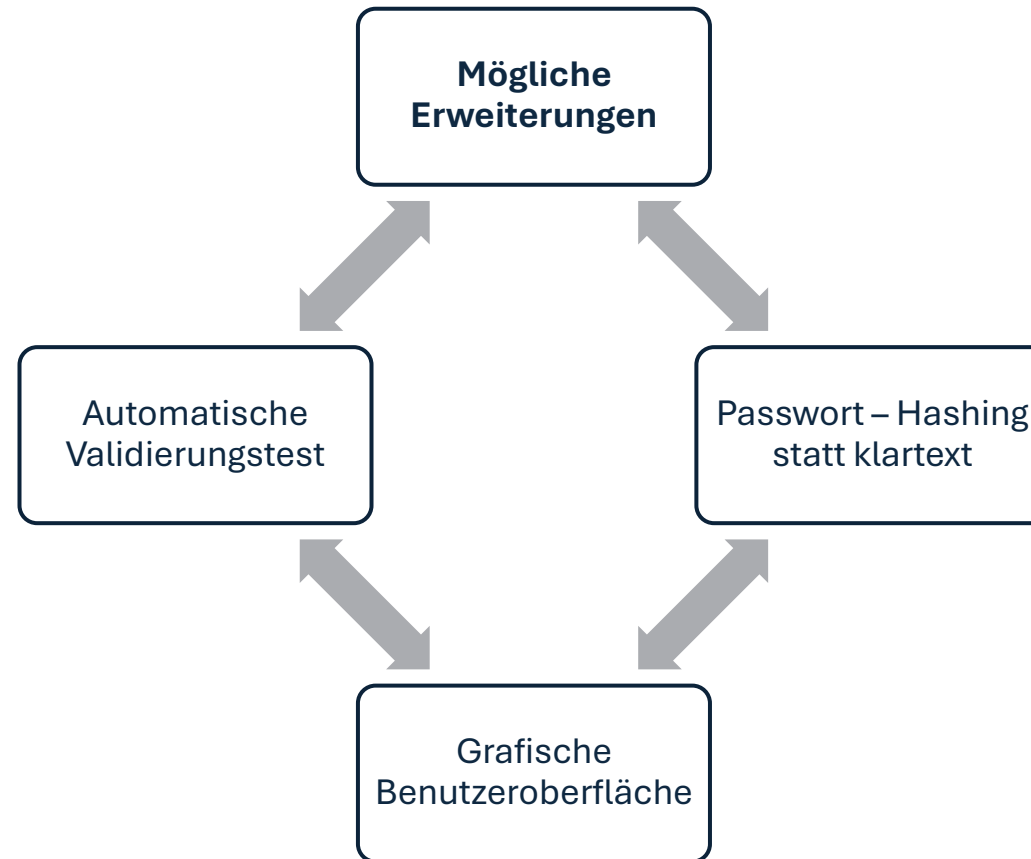 Mögliche
Erweiterungen
Automatische
Validierungstest
Passwort – Hashing
statt klartext
Grafische
Benutzeroberfläche